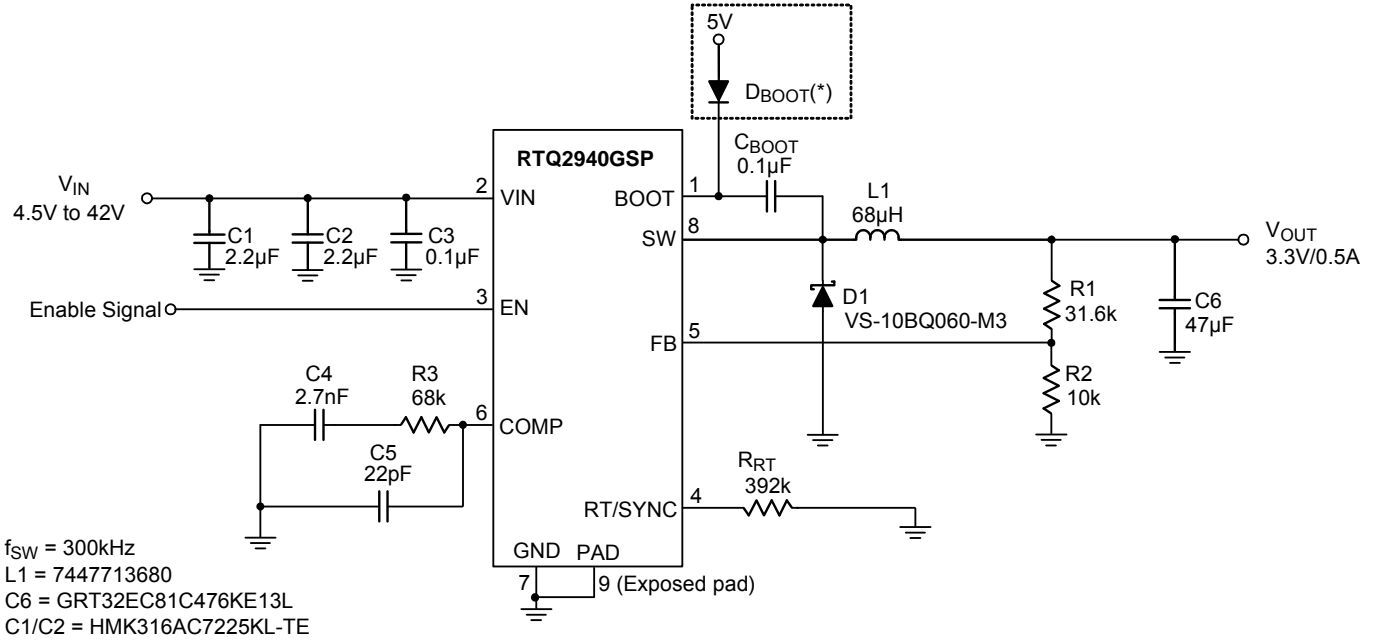 5V
DBOOT(*)
CBOOT
0.1µF
RTQ2940GSP
VIN
4.5V to 42V
2
VIN
BOOT
1
L1
68µH
SW
8
VOUT
3.3V/0.5A
C1
2.2µF
C2
2.2µF
C3
0.1µF
D1
VS-10BQ060-M3
R1
31.6k
C6
47µF
Enable Signal
3
EN
FB
5
R2
10k
C4
2.7nF
R3
68k
6
COMP
C5
22pF
RRT
392k
RT/SYNC
4
GND
PAD
7
9 (Exposed pad)
fSW = 300kHz
L1 = 7447713680
C6 = GRT32EC81C476KE13L
C1/C2 = HMK316AC7225KL-TE